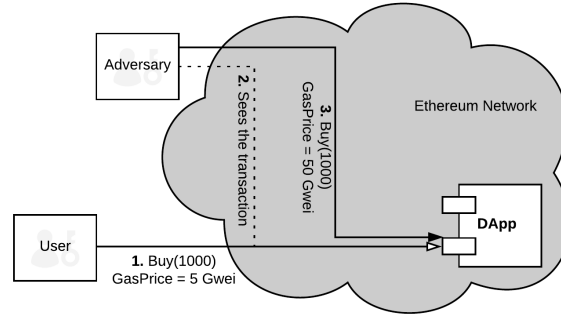 Adversary
2. Sees the transaction
3. Buy(1000)
GasPrice = 50 Gwei
Ethereum Network
DApp
User
1. Buy(1000)
GasPrice = 5 Gwei